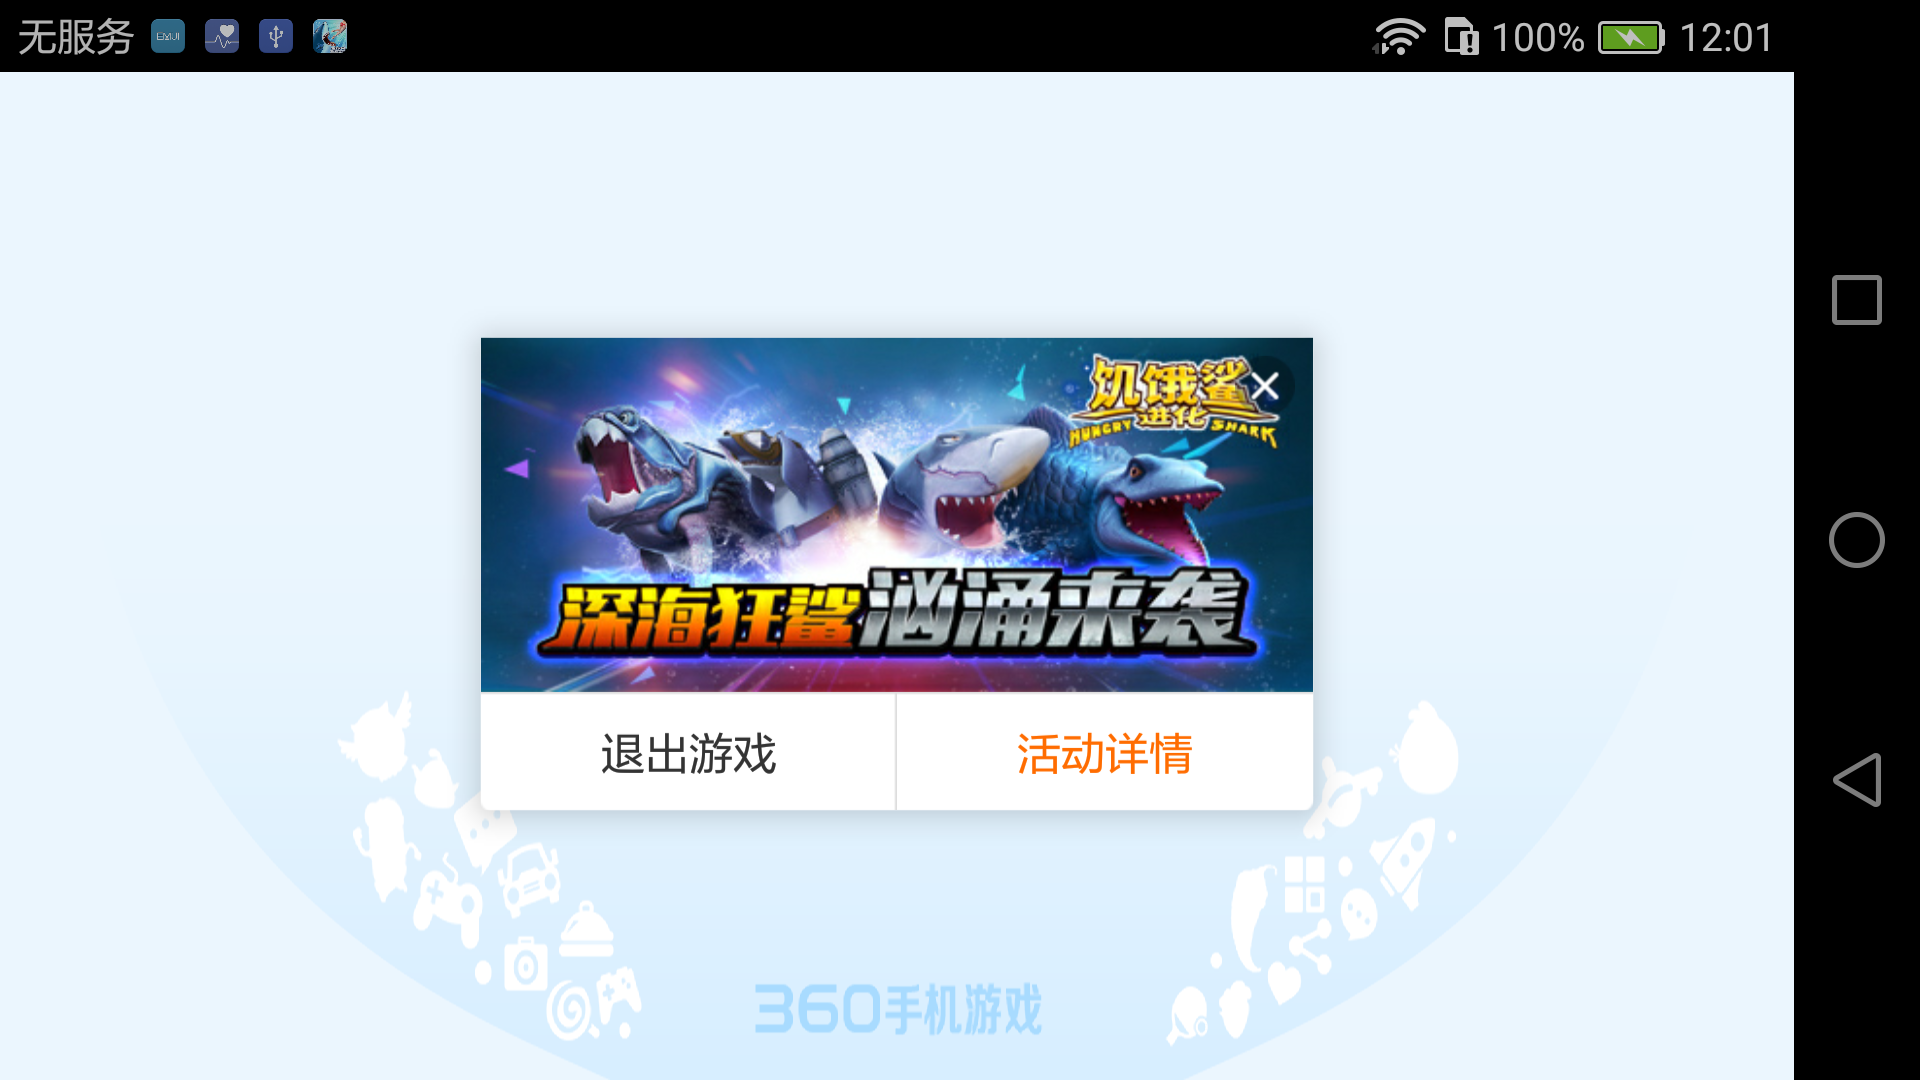 无服务 EMUI 100% 12:01
饥饿鲨
进化
HUNGRY SHARK
深海狂鲨汹涌来袭
退出游戏 活动详情
360手机游戏